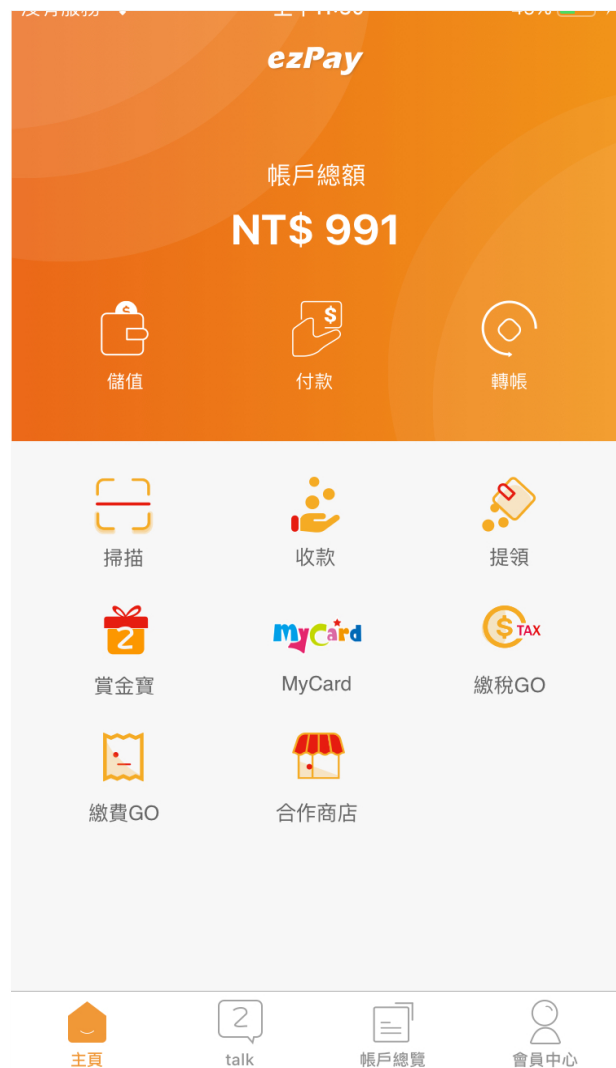 ezPay
帳戶總額
NT$ 991
儲值 付款 轉帳
掃描 收款 提領
2 MyCard $ TAX
賞金寶 MyCard 繳稅GO
繳費GO 合作商店
主頁 talk 帳戶總覽 會員中心